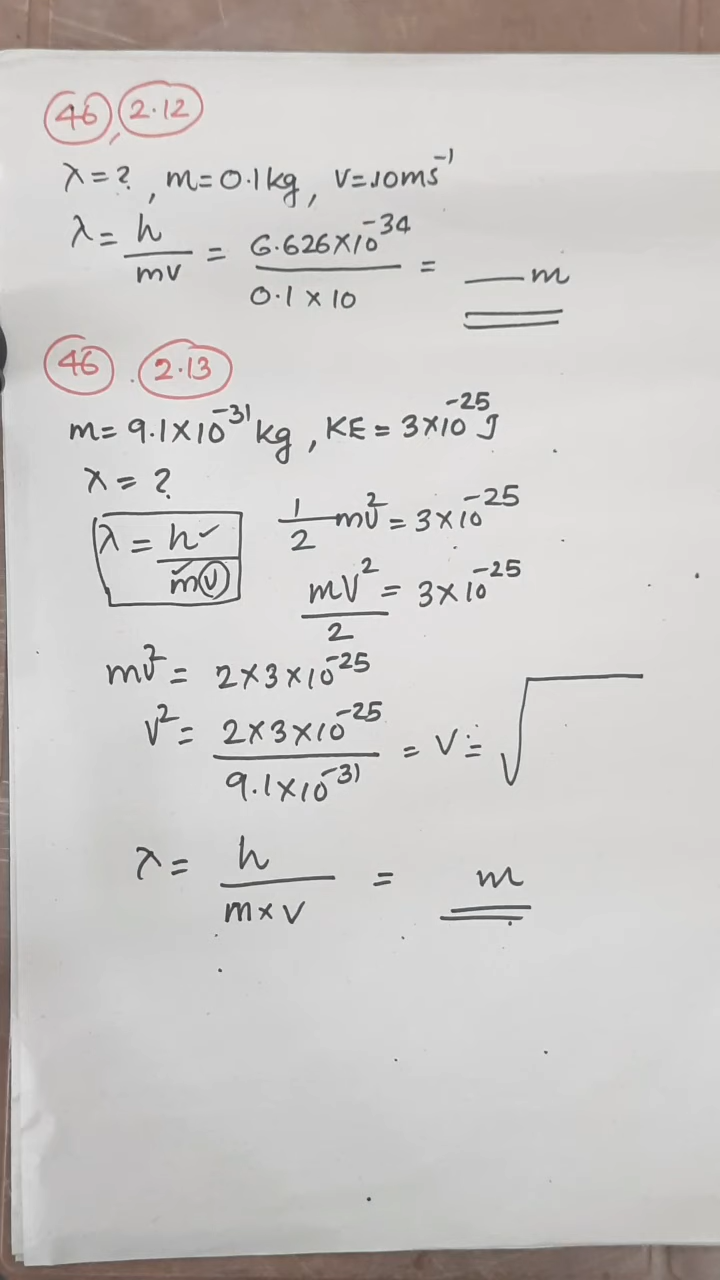 46, 2.12
λ = ? , m = 0.1 kg, V = 10 ms⁻¹
λ = h/mv = 6.626×10⁻³⁴/0.1 × 10 = __ m
46 . 2.13
m = 9.1×10⁻³¹ kg, KE = 3×10⁻²⁵ J
λ = ?
λ = h/mv
1/2 mv² = 3×10⁻²⁵
mv²/2 = 3×10⁻²⁵
mv² = 2×3×10⁻²⁵
v² = 2×3×10⁻²⁵/9.1×10⁻³¹ = V = √
λ = h/m×v = m